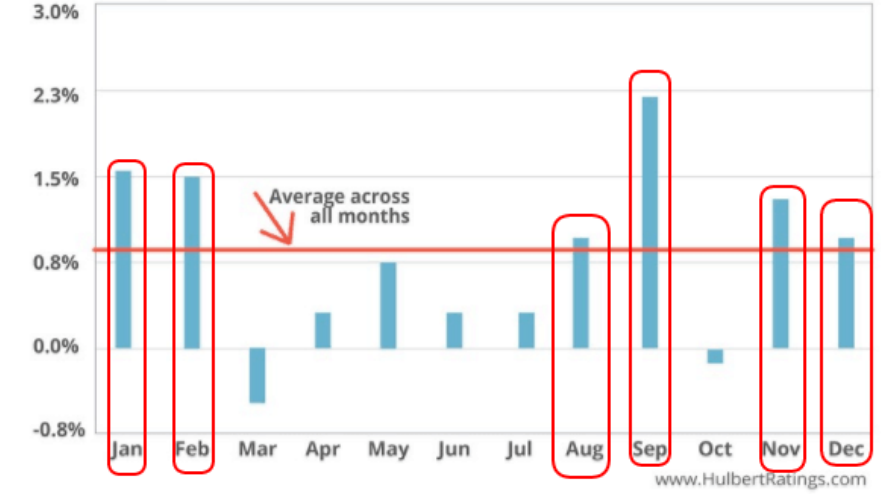 3.0%
2.3%
1.5%
Average across
all months
0.8%
0.0%
-0.8%
Jan Feb Mar Apr May Jun Jul Aug Sep Oct Nov Dec
www.HulbertRatings.com